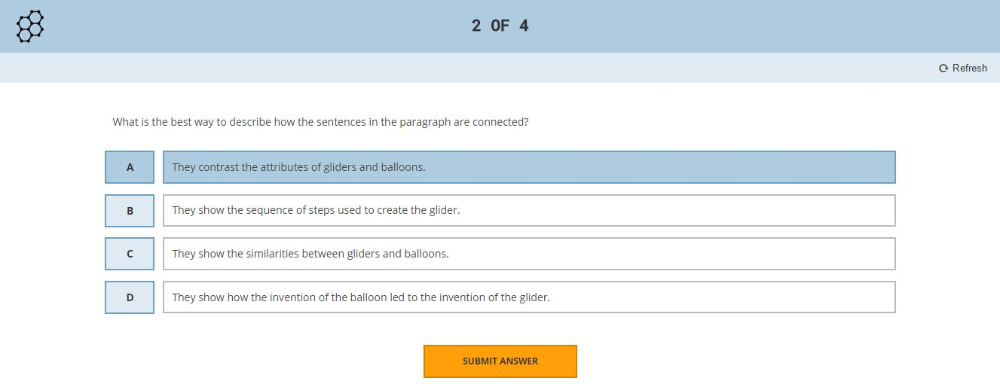 2 OF 4
Refresh
What is the best way to describe how the sentences in the paragraph are connected?
A They contrast the attributes of gliders and balloons.
B They show the sequence of steps used to create the glider.
C They show the similarities between gliders and balloons.
D They show how the invention of the balloon led to the invention of the glider.
SUBMIT ANSWER